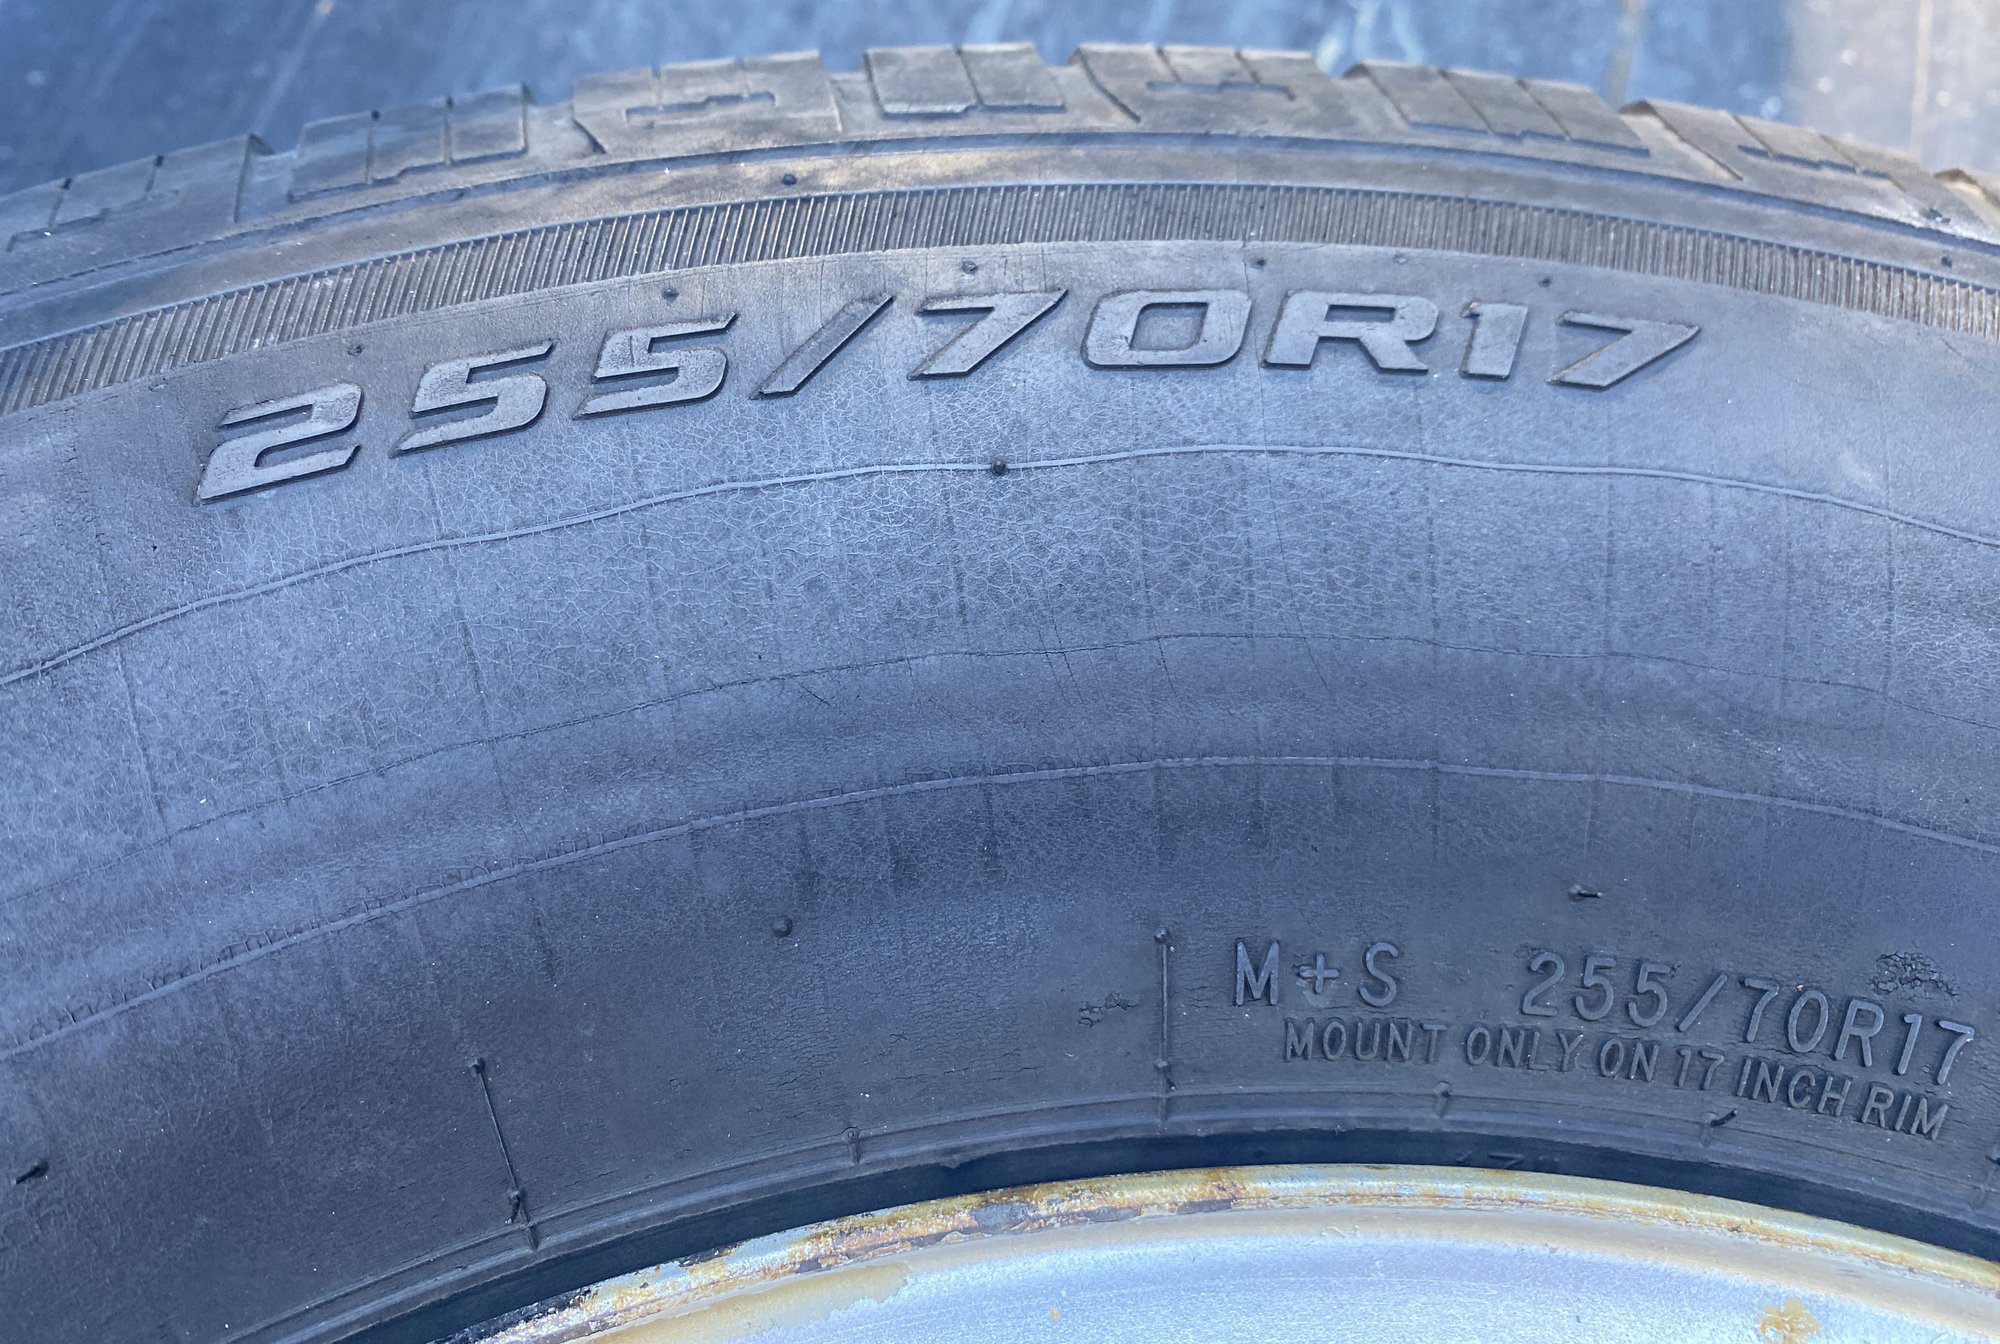 255/70R17
M+S 255/70R17
MOUNT ONLY ON 17 INCH RIM